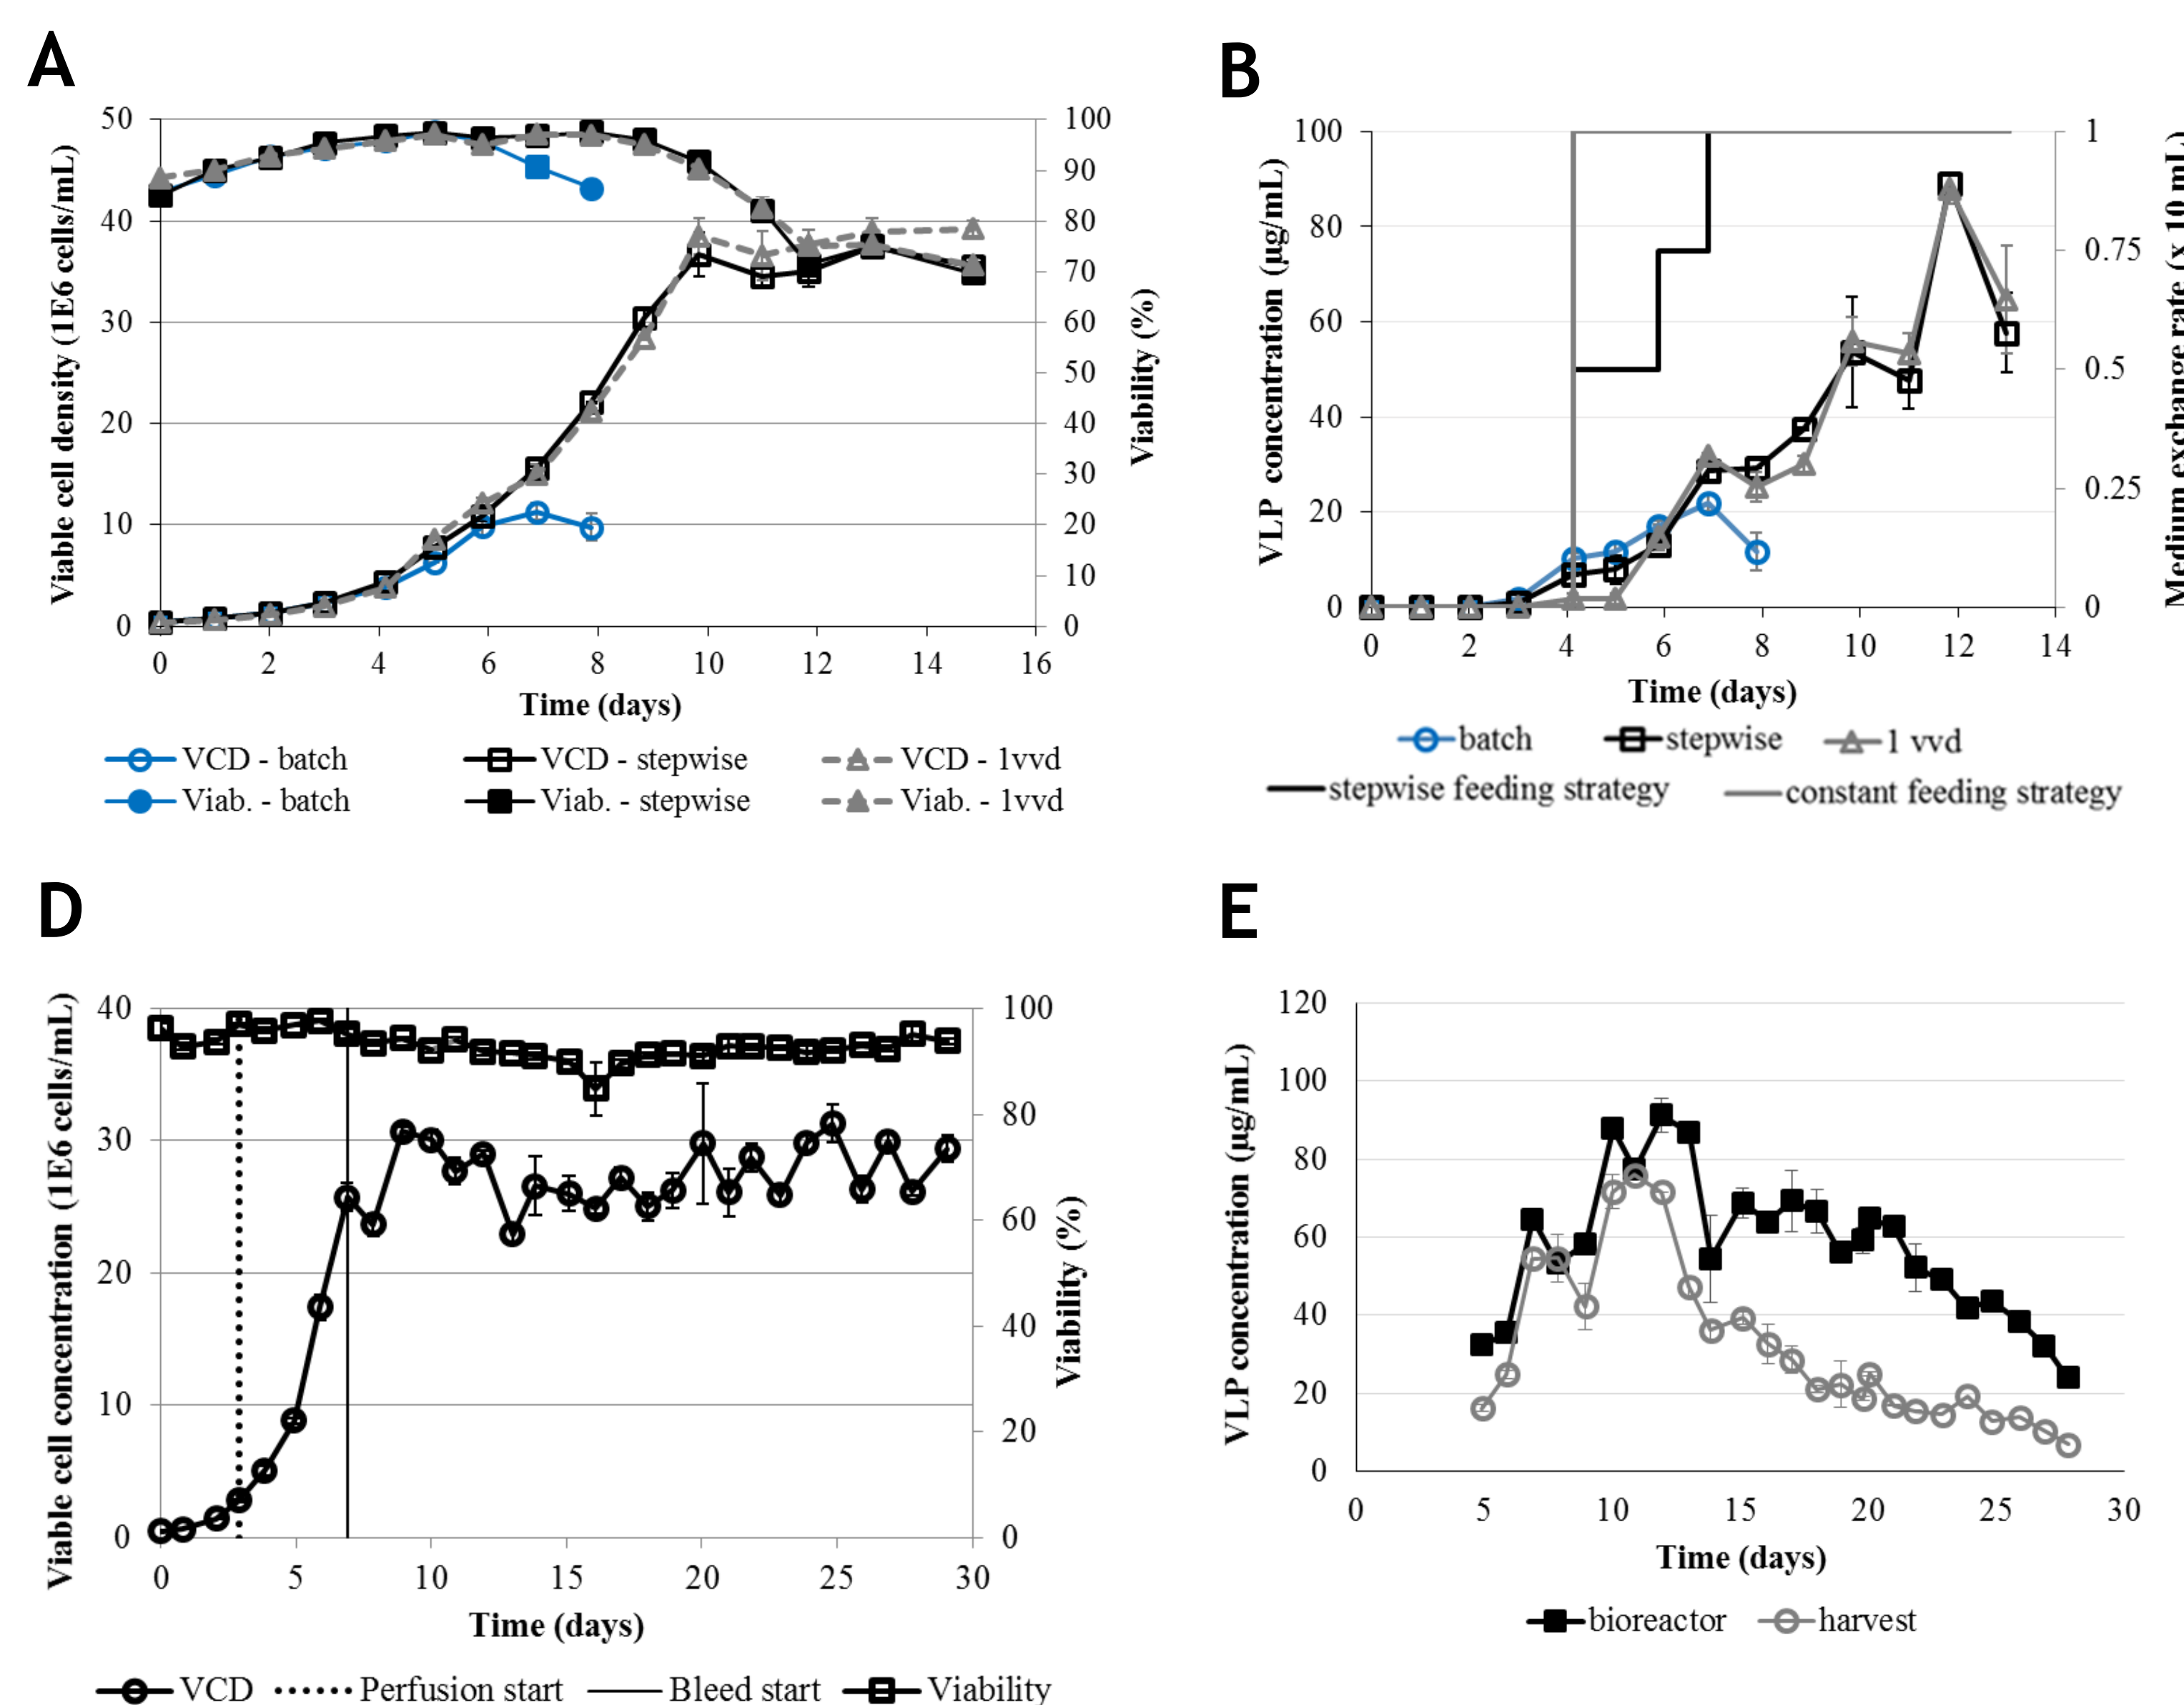 A
Viable cell density (1E6 cells/mL)
50
40
30
20
10
0
100
90
80
70
60
50
40
30
20
10
0
Viability (%)
0 2 4 6 8 10 12 14 16
Time (days)
VCD - batch VCD - stepwise VCD - 1vvd
Viab. - batch Viab. - stepwise Viab. - 1vvd
B
VLP concentration (µg/mL)
100
80
60
40
20
0
1
0.75
0.5
0.25
0
Medium exchange rate (x 10 mL)
0 2 4 6 8 10 12 14
Time (days)
batch stepwise 1 vvd
stepwise feeding strategy constant feeding strategy
D
Viable cell concentration (1E6 cells/mL)
40
30
20
10
0
100
80
60
40
20
0
Viability (%)
0 5 10 15 20 25 30
Time (days)
VCD Perfusion start Bleed start Viability
E
VLP concentration (µg/mL)
120
100
80
60
40
20
0
0 5 10 15 20 25 30
Time (days)
bioreactor harvest